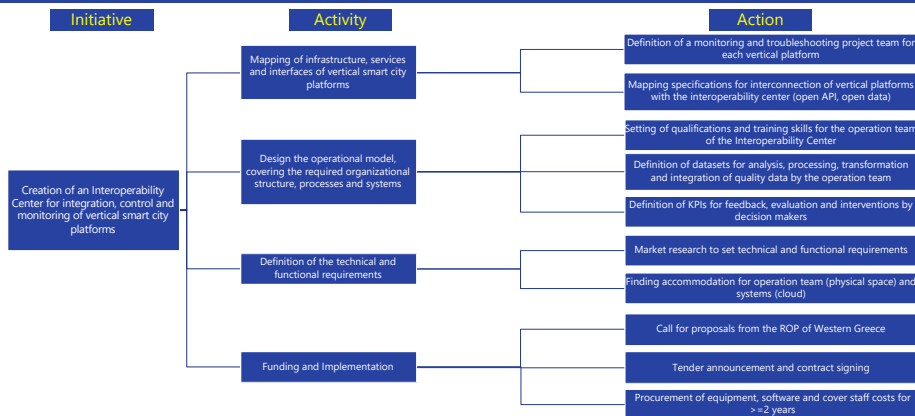 Initiative
Activity
Action
Creation of an Interoperability
Center for integration, control and
monitoring of vertical smart city
platforms
Mapping of infrastructure, services
and interfaces of vertical smart city
platforms
Definition of a monitoring and troubleshooting project team for
each vertical platform
Mapping specifications for interconnection of vertical platforms
with the interoperability center (open API, open data)
Design the operational model,
covering the required organizational
structure, processes and systems
Setting of qualifications and training skills for the operation team
of the Interoperability Center
Definition of datasets for analysis, processing, transformation
and integration of quality data by the operation team
Definition of KPIs for feedback, evaluation and interventions by
decision makers
Definition of the technical and
functional requirements
Market research to set technical and functional requirements
Finding accommodation for operation team (physical space) and
systems (cloud)
Funding and Implementation
Call for proposals from the ROP of Western Greece
Tender announcement and contract signing
Procurement of equipment, software and cover staff costs for
>=2 years